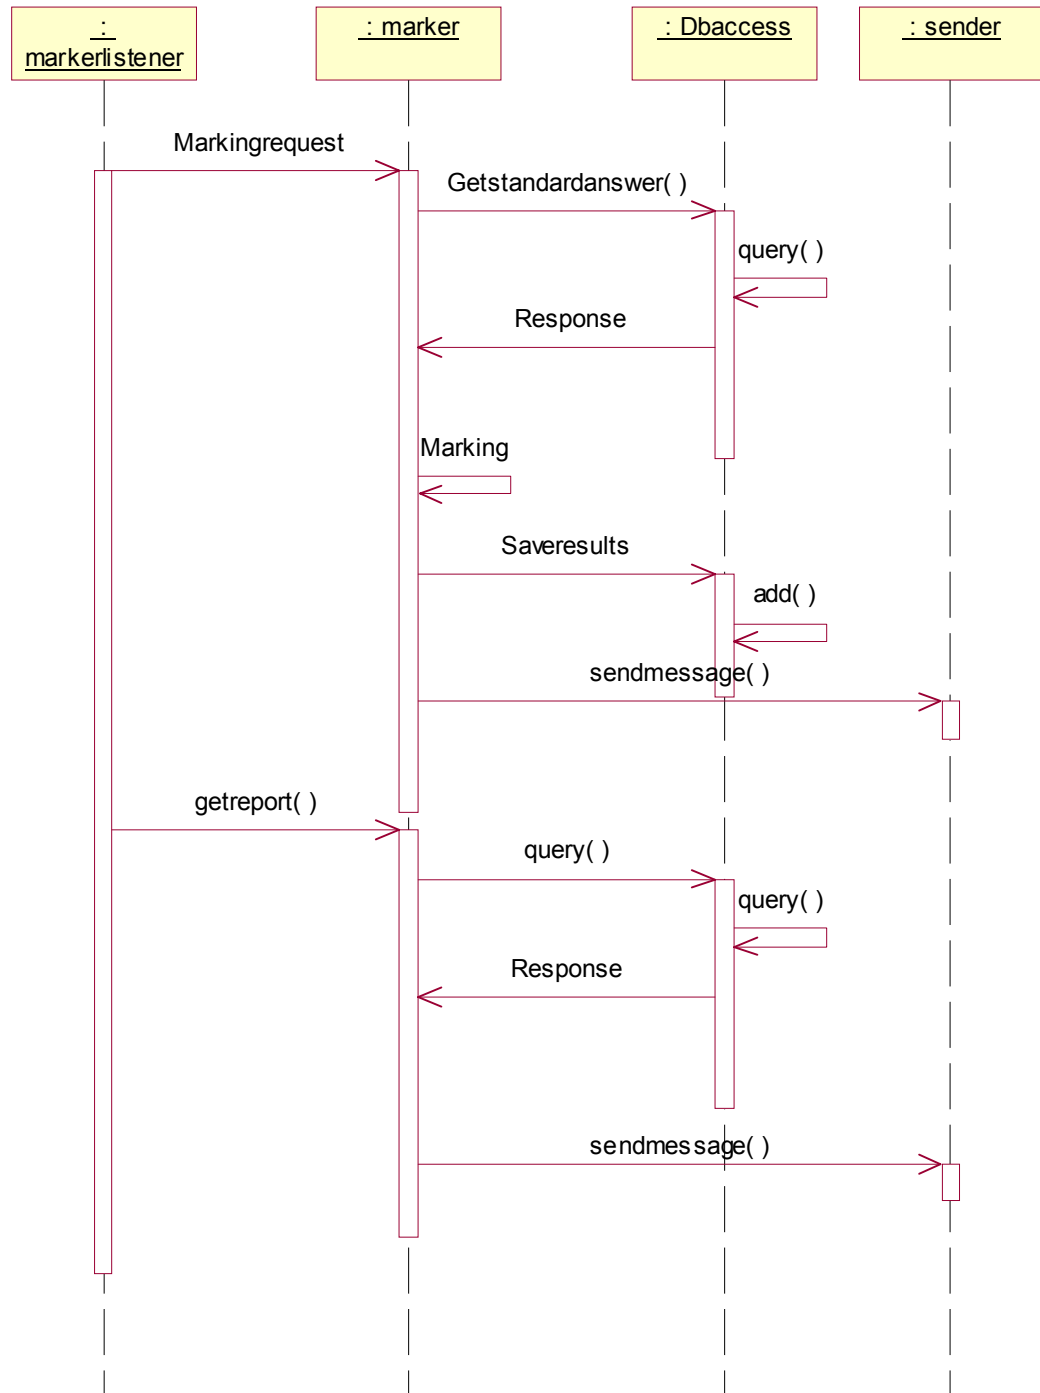 :
markerlistener
: marker
: Dbaccess
: sender
Markingrequest
Getstandardanswer( )
query( )
Response
Marking
Saveresults
add( )
sendmessage( )
getreport( )
query( )
query( )
Response
sendmessage( )